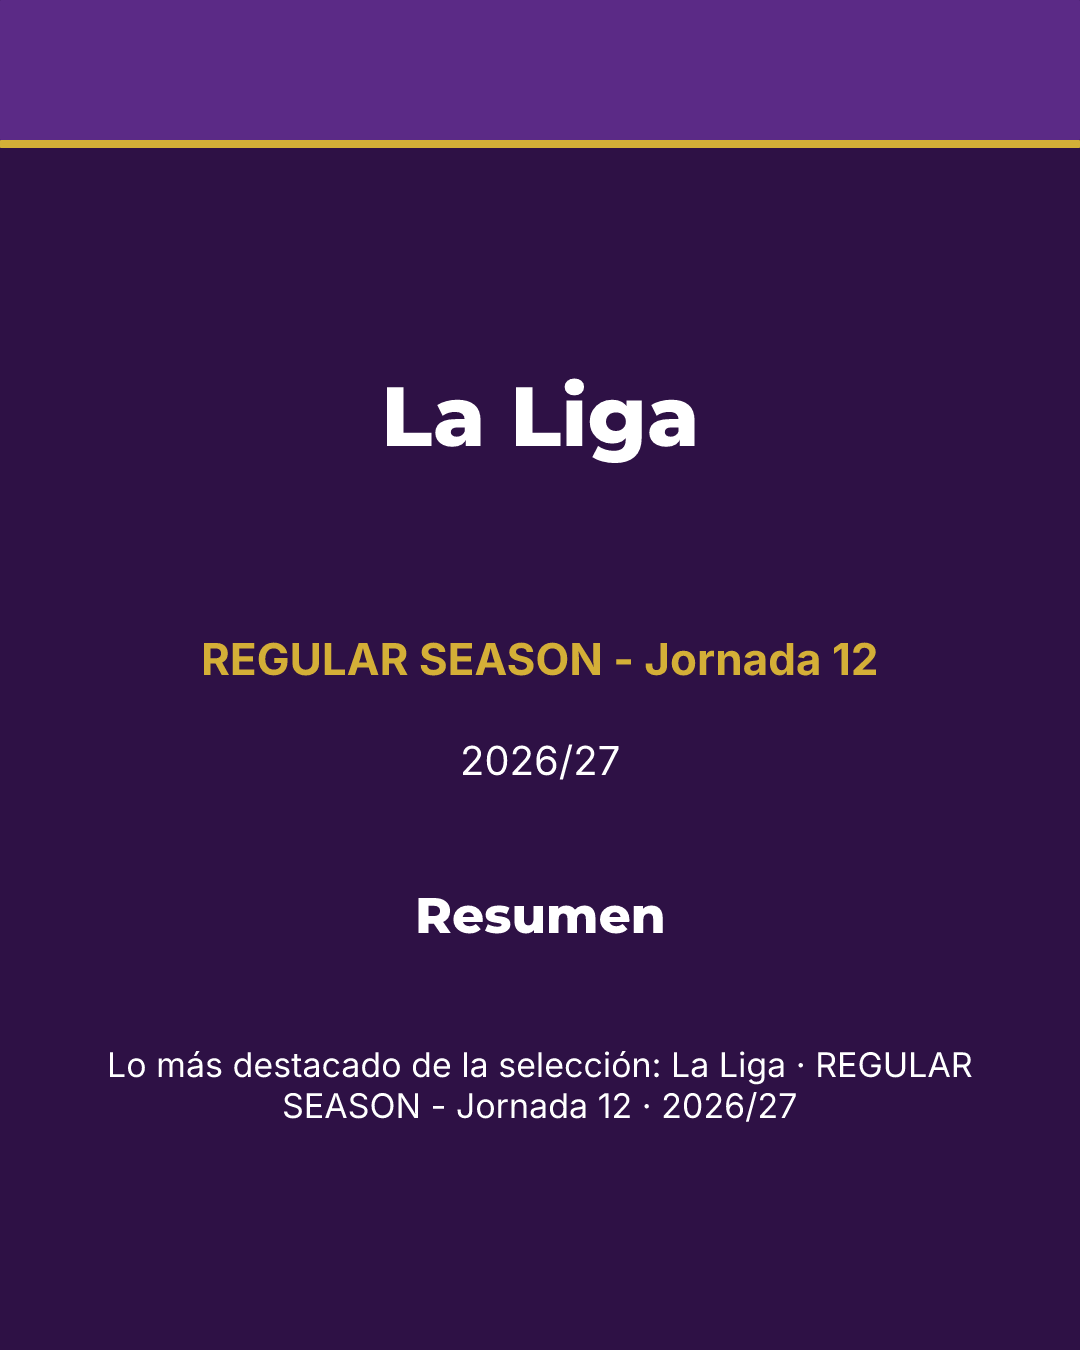 La Liga
REGULAR SEASON - Jornada 12
2026/27
Resumen
Lo más destacado de la selección: La Liga · REGULAR
SEASON - Jornada 12 · 2026/27